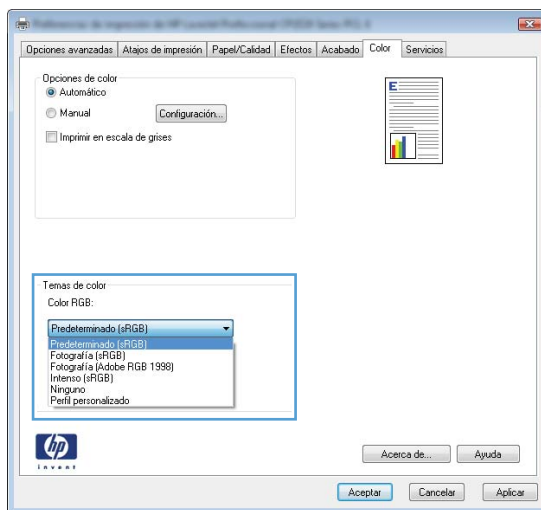 Opciones avanzadas Atajos de impresión Papel/Calidad Efectos Acabado Color Servicios
Opciones de color
Automático
Manual Configuración...
Imprimir en escala de grises
E
Temas de color
Color RGB:
Predeterminado (sRGB)
Predeterminado (sRGB)
Fotografía (sRGB)
Fotografía (Adobe RGB 1998)
Intenso (sRGB)
Ninguno
Perfil personalizado
hp
invent
Acerca de... Ayuda
Aceptar Cancelar Aplicar